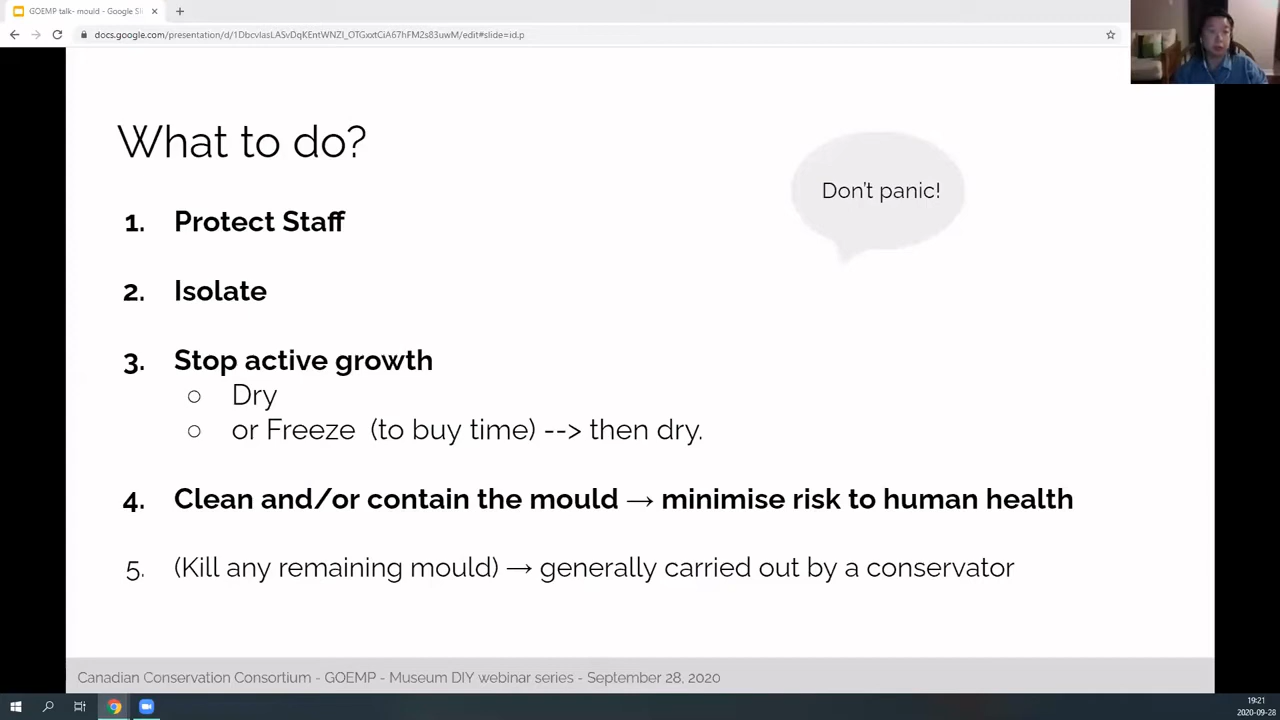 GOEMP talk- mould - Google Sli
docs.google.com/presentation/d/1DbcvIasLASvDqKEntWNZI_OTGxxtCiA67hFM2s83uwM/edit#slide=id.p
What to do?
Don't panic!
1. Protect Staff
2. Isolate
3. Stop active growth
○ Dry
○ or Freeze (to buy time) --> then dry.
4. Clean and/or contain the mould → minimise risk to human health
5. (Kill any remaining mould) → generally carried out by a conservator
Canadian Conservation Consortium - GOEMP - Museum DIY webinar series - September 28, 2020
19:21
2020-09-28